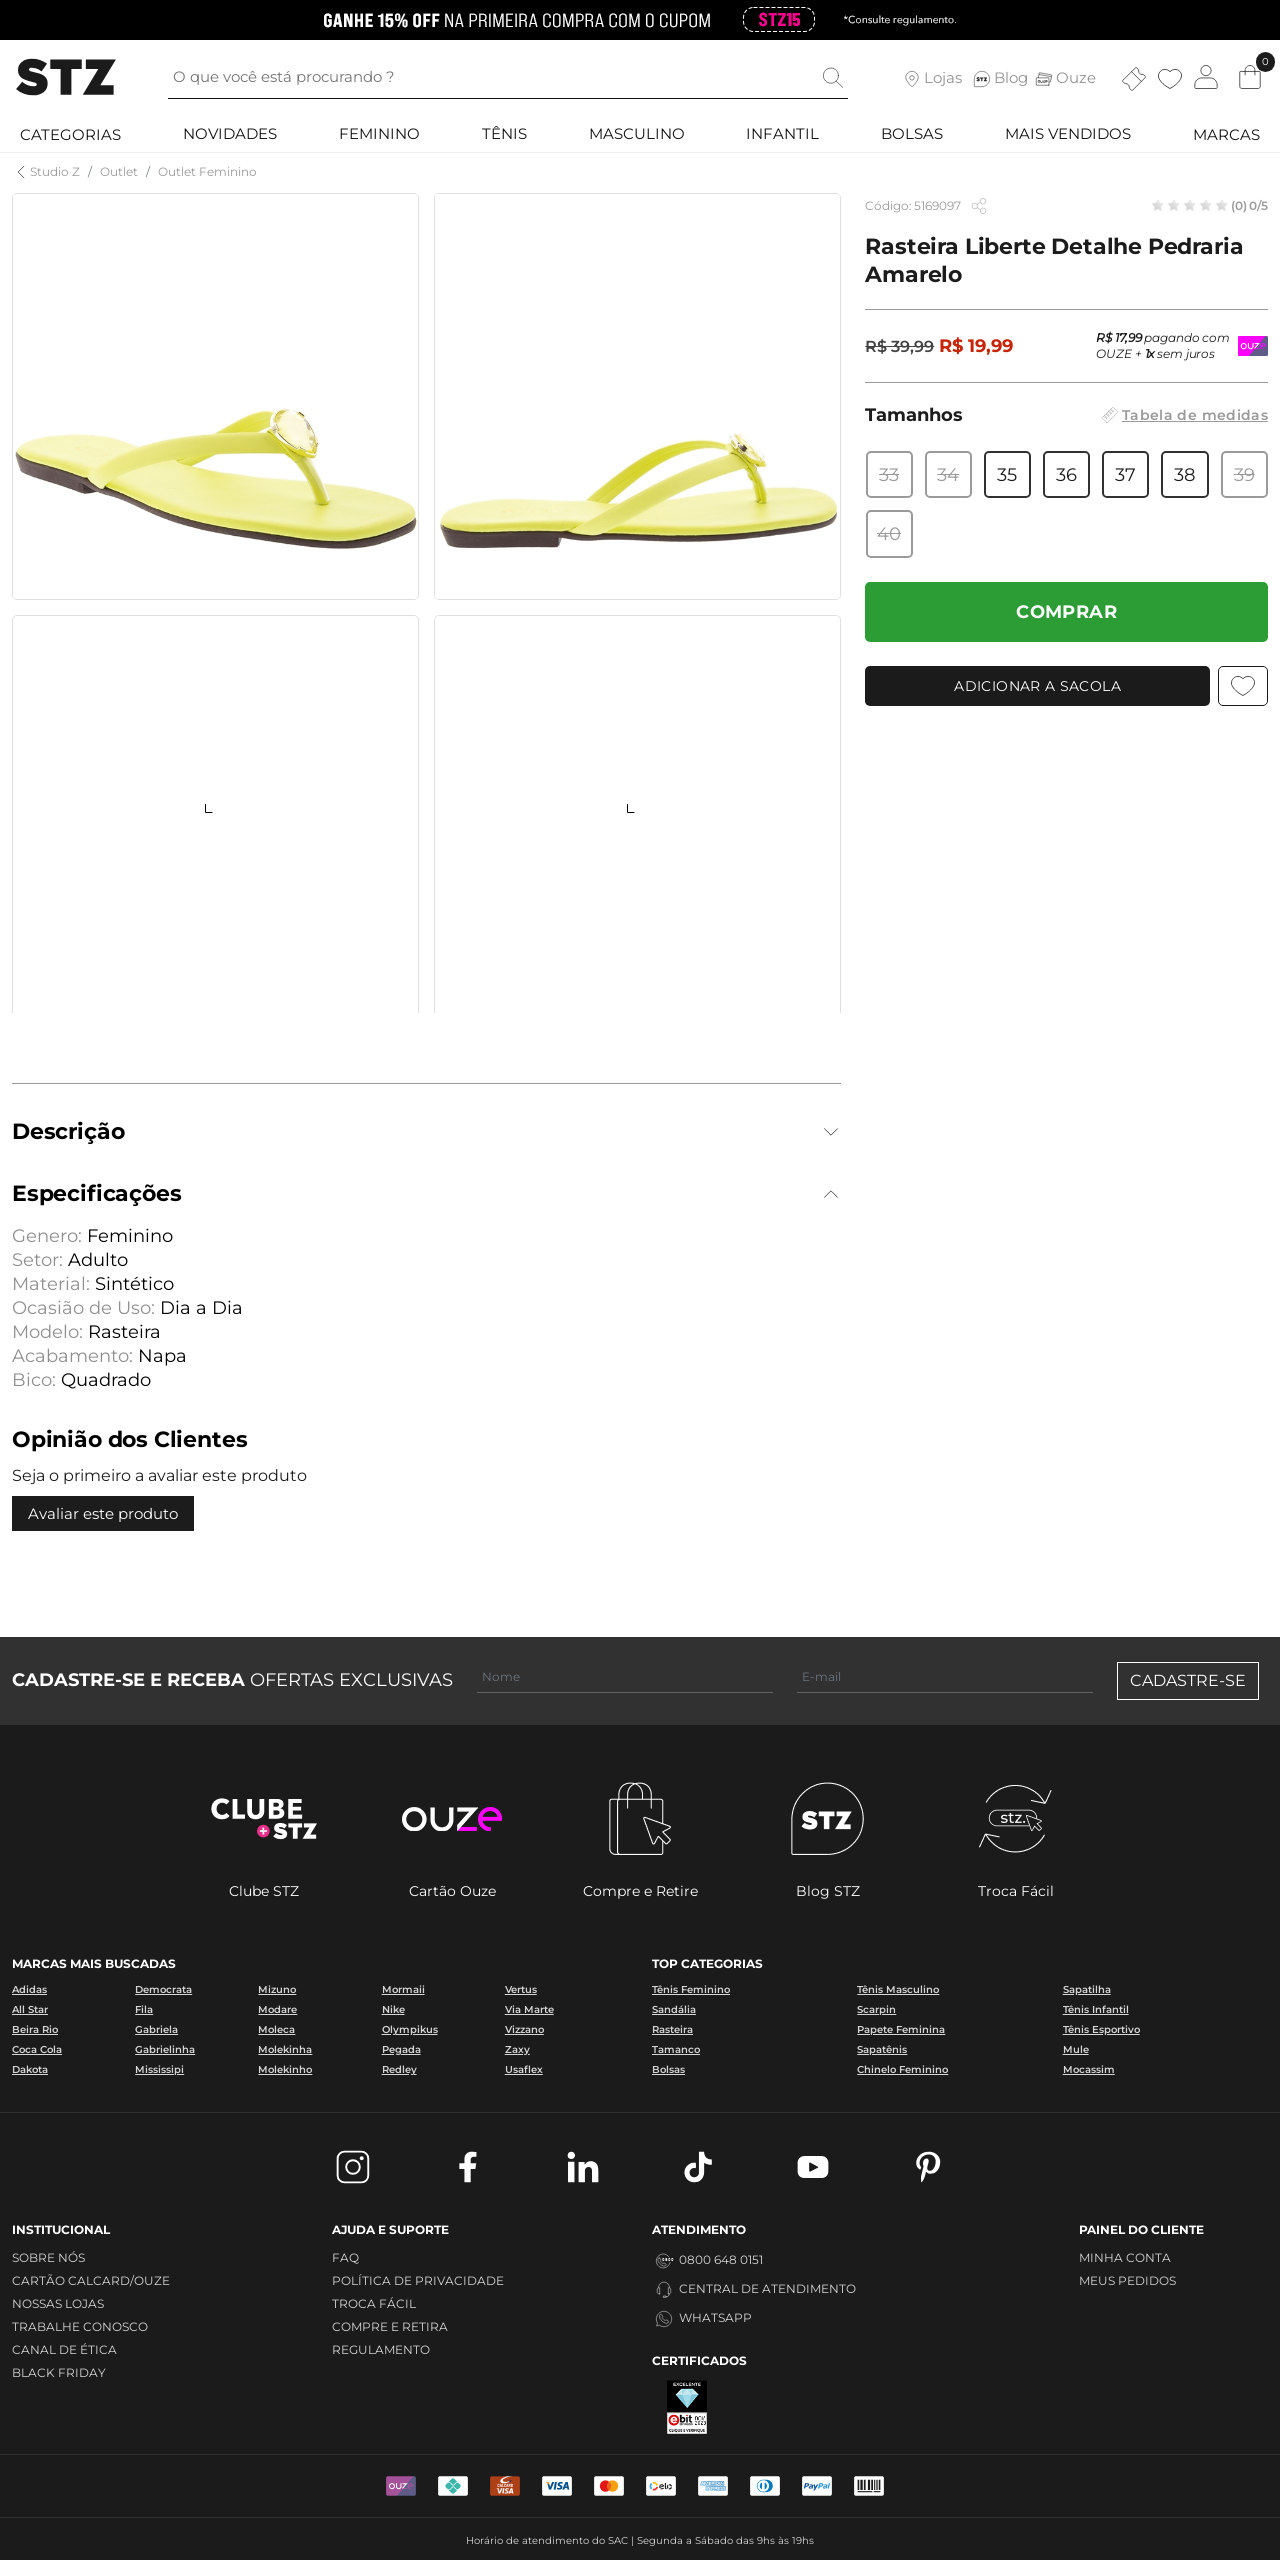 GANHE 15% OFF NA PRIMEIRA COMPRA COM O CUPOM STZ15 *Consulte regulamento.
STZ
O que você está procurando ?
Lojas
STZ Blog
Ouze
0
CATEGORIAS NOVIDADES FEMININO TÊNIS MASCULINO INFANTIL BOLSAS MAIS VENDIDOS MARCAS
Studio Z / Outlet / Outlet Feminino
Código: 5169097
(0) 0/5
Rasteira Liberte Detalhe Pedraria
Amarelo
R$ 39,99 R$ 19,99
R$ 17,99 pagando com
OUZE + 1x sem juros
Tamanhos
Tabela de medidas
33 34 35 36 37 38 39
40
COMPRAR
ADICIONAR A SACOLA
Descrição
Especificações
Genero: Feminino
Setor: Adulto
Material: Sintético
Ocasião de Uso: Dia a Dia
Modelo: Rasteira
Acabamento: Napa
Bico: Quadrado
Opinião dos Clientes
Seja o primeiro a avaliar este produto
Avaliar este produto
CADASTRE-SE E RECEBA OFERTAS EXCLUSIVAS
Nome
E-mail
CADASTRE-SE
CLUBE
STZ
ouze
STZ
stz.
Clube STZ
Cartão Ouze
Compre e Retire
Blog STZ
Troca Fácil
MARCAS MAIS BUSCADAS
Adidas Democrata Mizuno Mormaii Vertus
All Star Fila Modare Nike Via Marte
Beira Rio Gabriela Moleca Olympikus Vizzano
Coca Cola Gabrielinha Molekinha Pegada Zaxy
Dakota Mississipi Molekinho Redley Usaflex
TOP CATEGORIAS
Tênis Feminino Tênis Masculino Sapatilha
Sandália Scarpin Tênis Infantil
Rasteira Papete Feminina Tênis Esportivo
Tamanco Sapatênis Mule
Bolsas Chinelo Feminino Mocassim
INSTITUCIONAL
SOBRE NÓS
CARTÃO CALCARD/OUZE
NOSSAS LOJAS
TRABALHE CONOSCO
CANAL DE ÉTICA
BLACK FRIDAY
AJUDA E SUPORTE
FAQ
POLÍTICA DE PRIVACIDADE
TROCA FÁCIL
COMPRE E RETIRA
REGULAMENTO
ATENDIMENTO
0800 648 0151
CENTRAL DE ATENDIMENTO
WHATSAPP
CERTIFICADOS
EXCELENTE
ebit
CLIQUE E VERIFIQUE
PAINEL DO CLIENTE
MINHA CONTA
MEUS PEDIDOS
VISA
VISA
elo
PayPal
Horário de atendimento do SAC | Segunda a Sábado das 9hs às 19hs